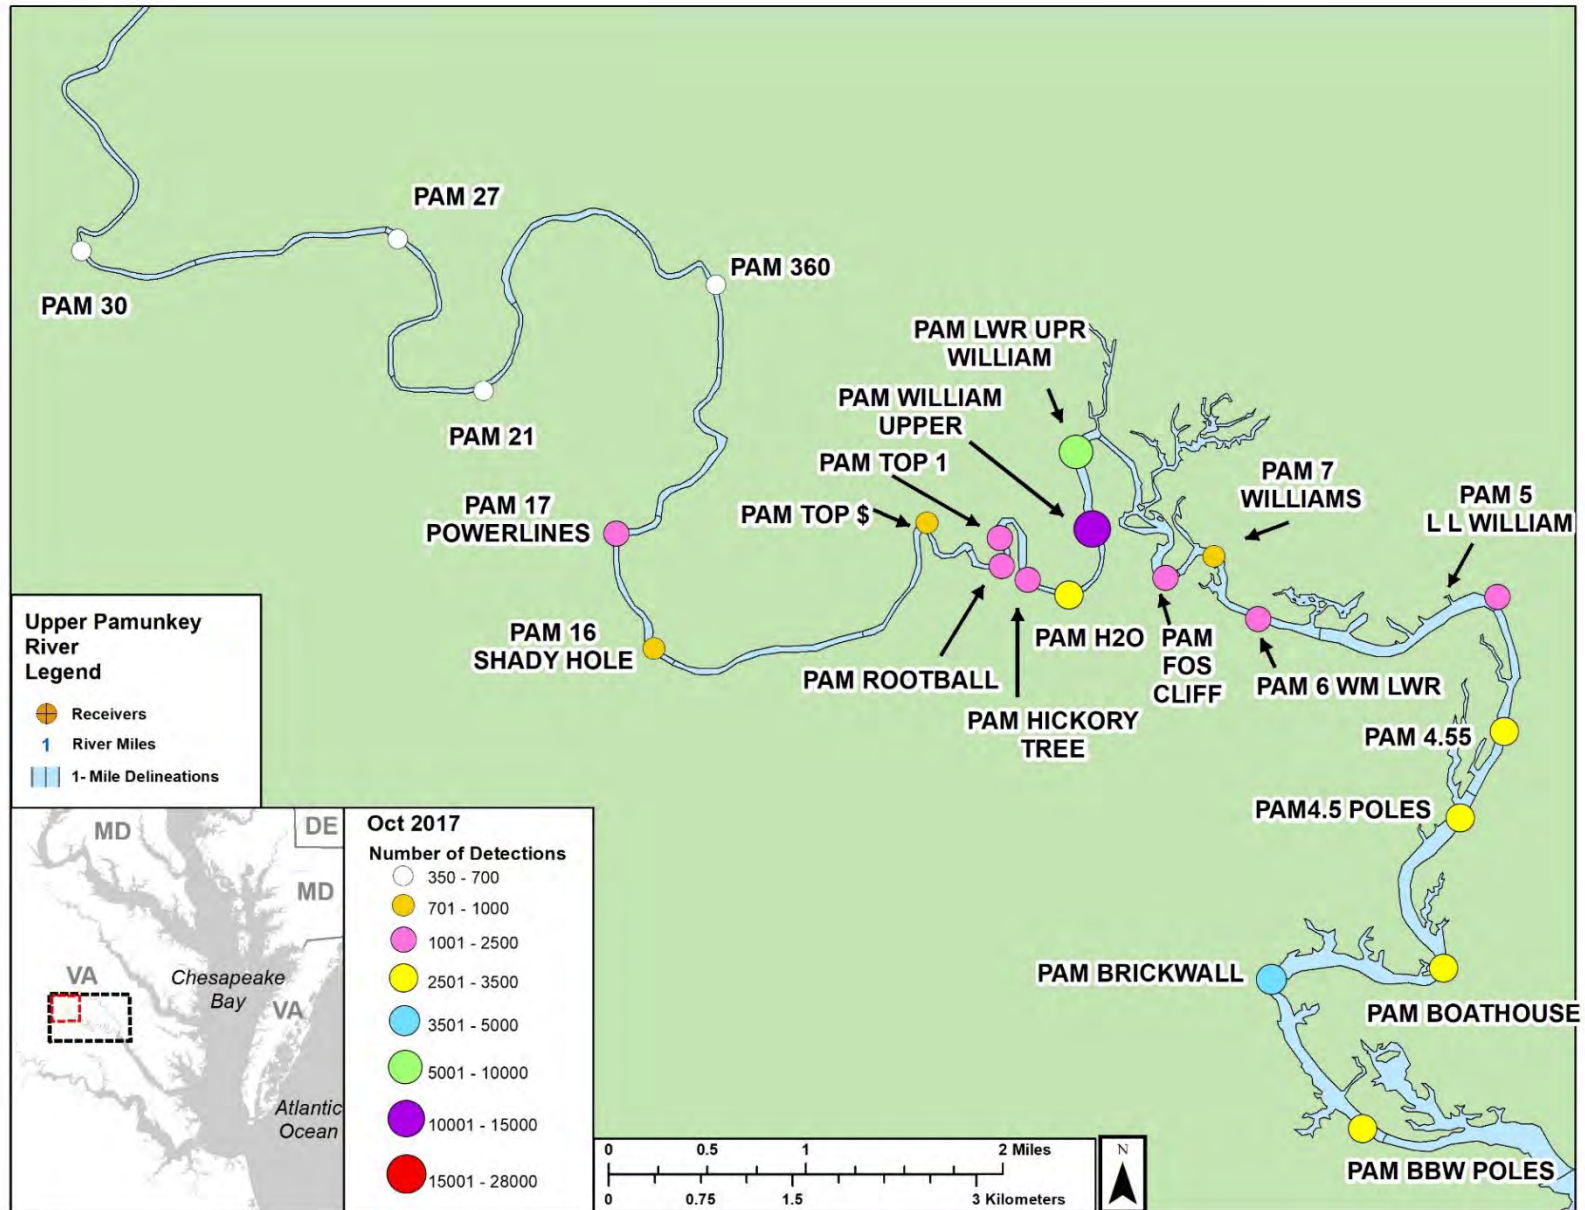 PAM 27
PAM 360
PAM 30
PAM LWR UPR
WILLIAM
PAM WILLIAM
UPPER
PAM 21
PAM TOP 1
PAM 7
WILLIAMS
PAM 5
L L WILLIAM
PAM 17
POWERLINES
PAM TOP $
PAM 16
SHADY HOLE
PAM H2O
PAM
FOS
CLIFF
PAM ROOTBALL
PAM 6 WM LWR
PAM HICKORY
TREE
PAM 4.55
PAM4.5 POLES
PAM BRICKWALL
PAM BOATHOUSE
PAM BBW POLES
Upper Pamunkey
River
Legend
Receivers
1 River Miles
1- Mile Delineations
MD
DE
MD
VA
Chesapeake
Bay
VA
Atlantic
Ocean
Oct 2017
Number of Detections
350 - 700
701 - 1000
1001 - 2500
2501 - 3500
3501 - 5000
5001 - 10000
10001 - 15000
15001 - 28000
0 0.5 1 2 Miles
0 0.75 1.5 3 Kilometers
N